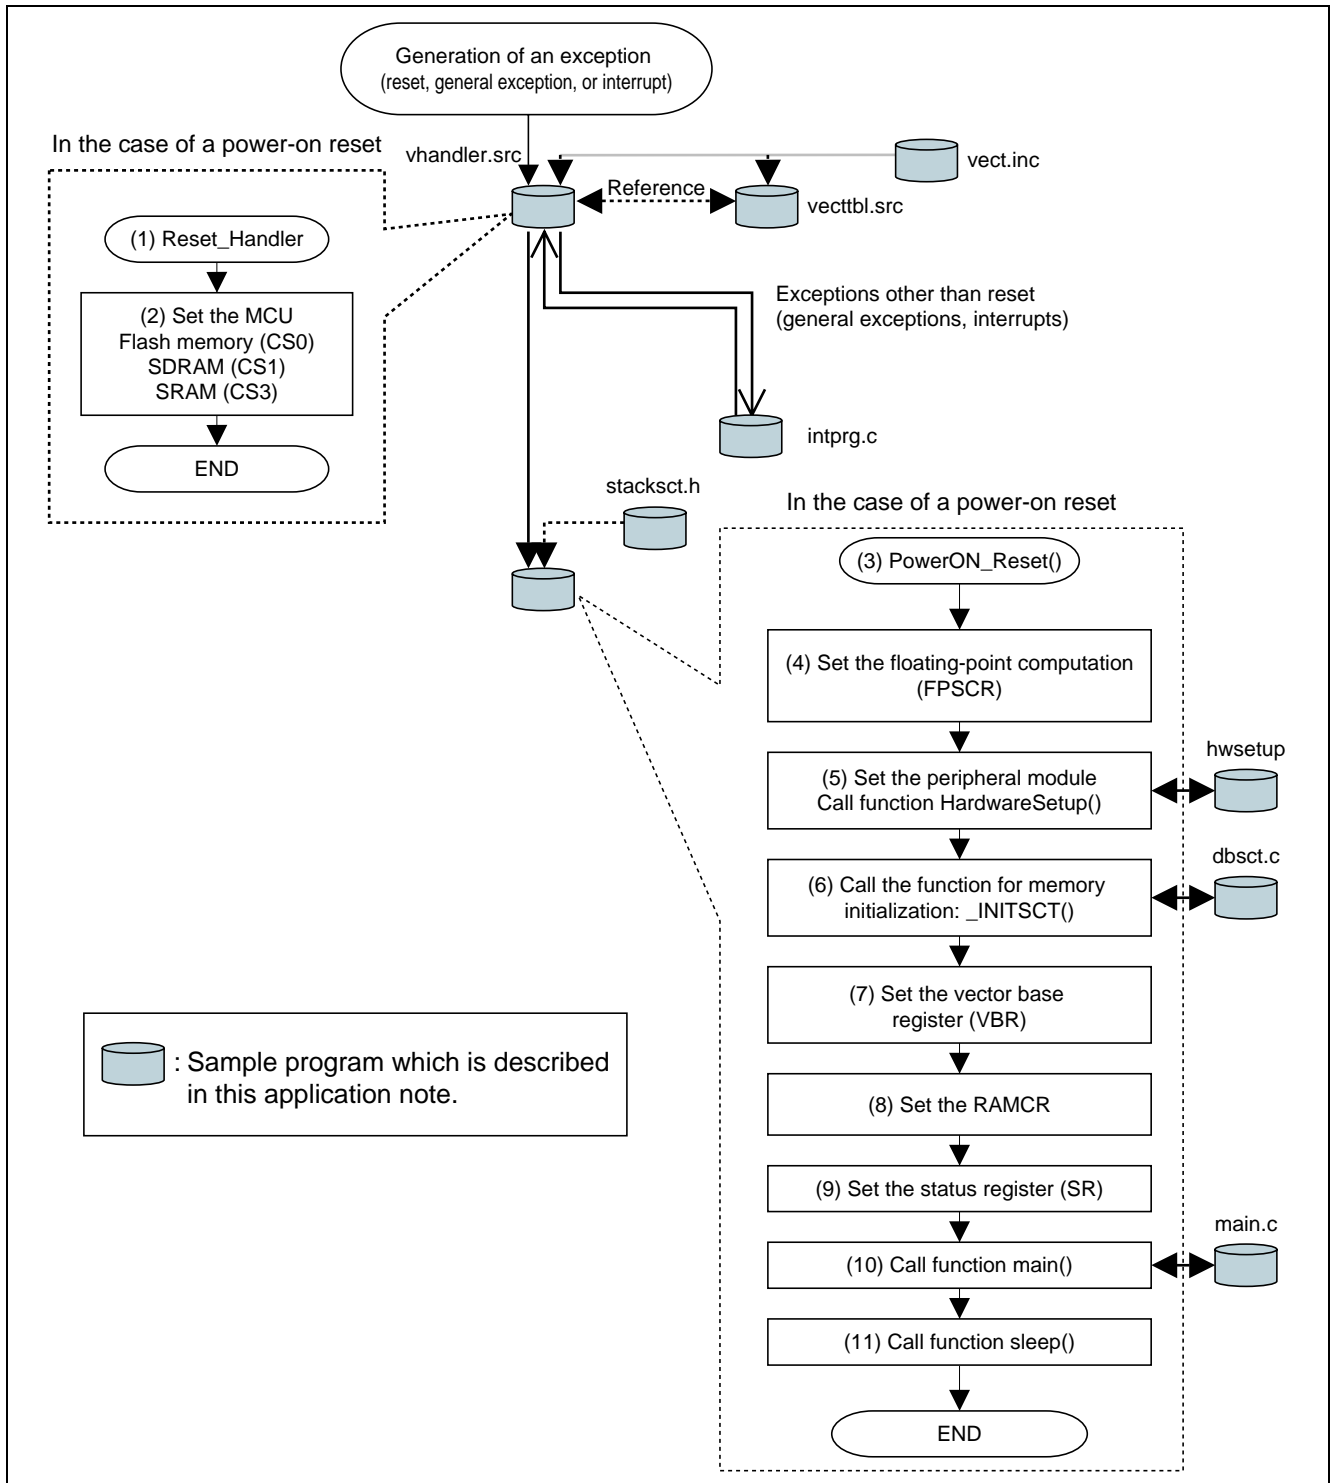 Generation of an exception
(reset, general exception, or interrupt)
In the case of a power-on reset
vhandler.src
vect.inc
Reference
vecttbl.src
(1) Reset_Handler
(2) Set the MCU
Flash memory (CS0)
SDRAM (CS1)
SRAM (CS3)
END
Exceptions other than reset
(general exceptions, interrupts)
intprg.c
stacksct.h
In the case of a power-on reset
(3) PowerON_Reset()
(4) Set the floating-point computation
(FPSCR)
(5) Set the peripheral module
Call function HardwareSetup()
hwsetup
(6) Call the function for memory
initialization: _INITSCT()
dbsct.c
(7) Set the vector base
register (VBR)
(8) Set the RAMCR
(9) Set the status register (SR)
(10) Call function main()
main.c
(11) Call function sleep()
END
: Sample program which is described
in this application note.